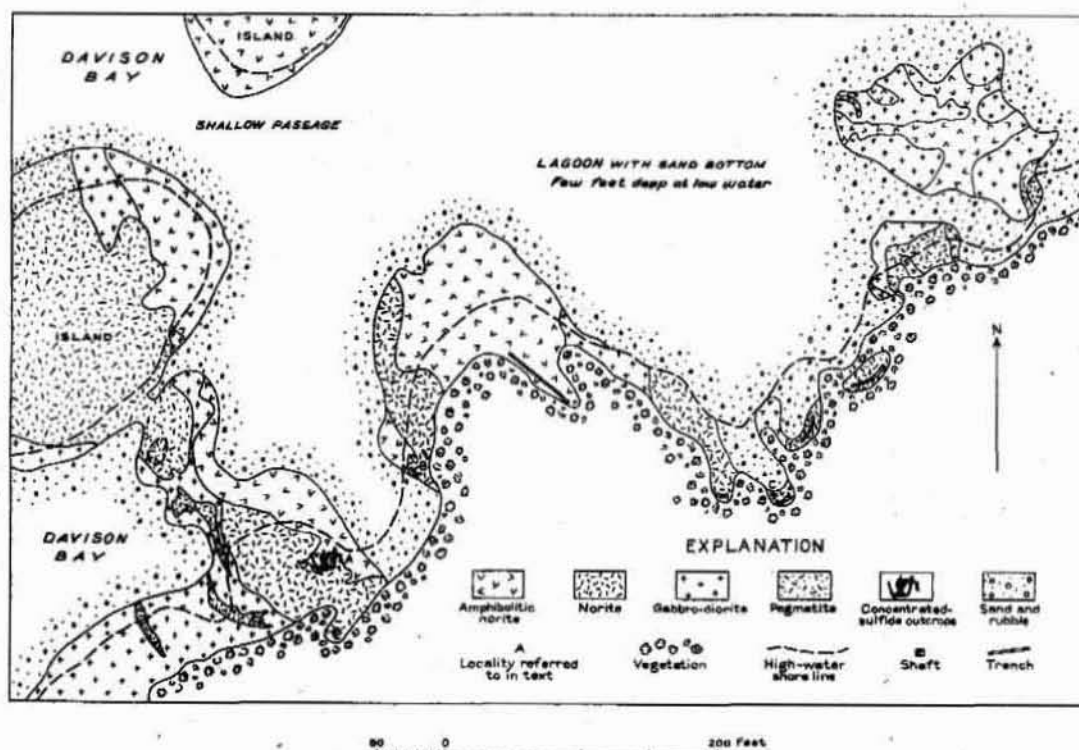 ISLAND
DAVISON
BAY
SHALLOW PASSAGE
LAGOON WITH SAND BOTTOM
Few feet deep at low water
ISLAND
N
DAVISON
BAY
A
EXPLANATION
Amphibolitic
norite
Norite
Gabbro-diorite
Pegmatite
Concentrated-
sulfide outcrops
Sand and
rubble
A
Locality referred
to in text
Vegetation
High-water
shore line
Shaft
Trench
50 0 200 Feet